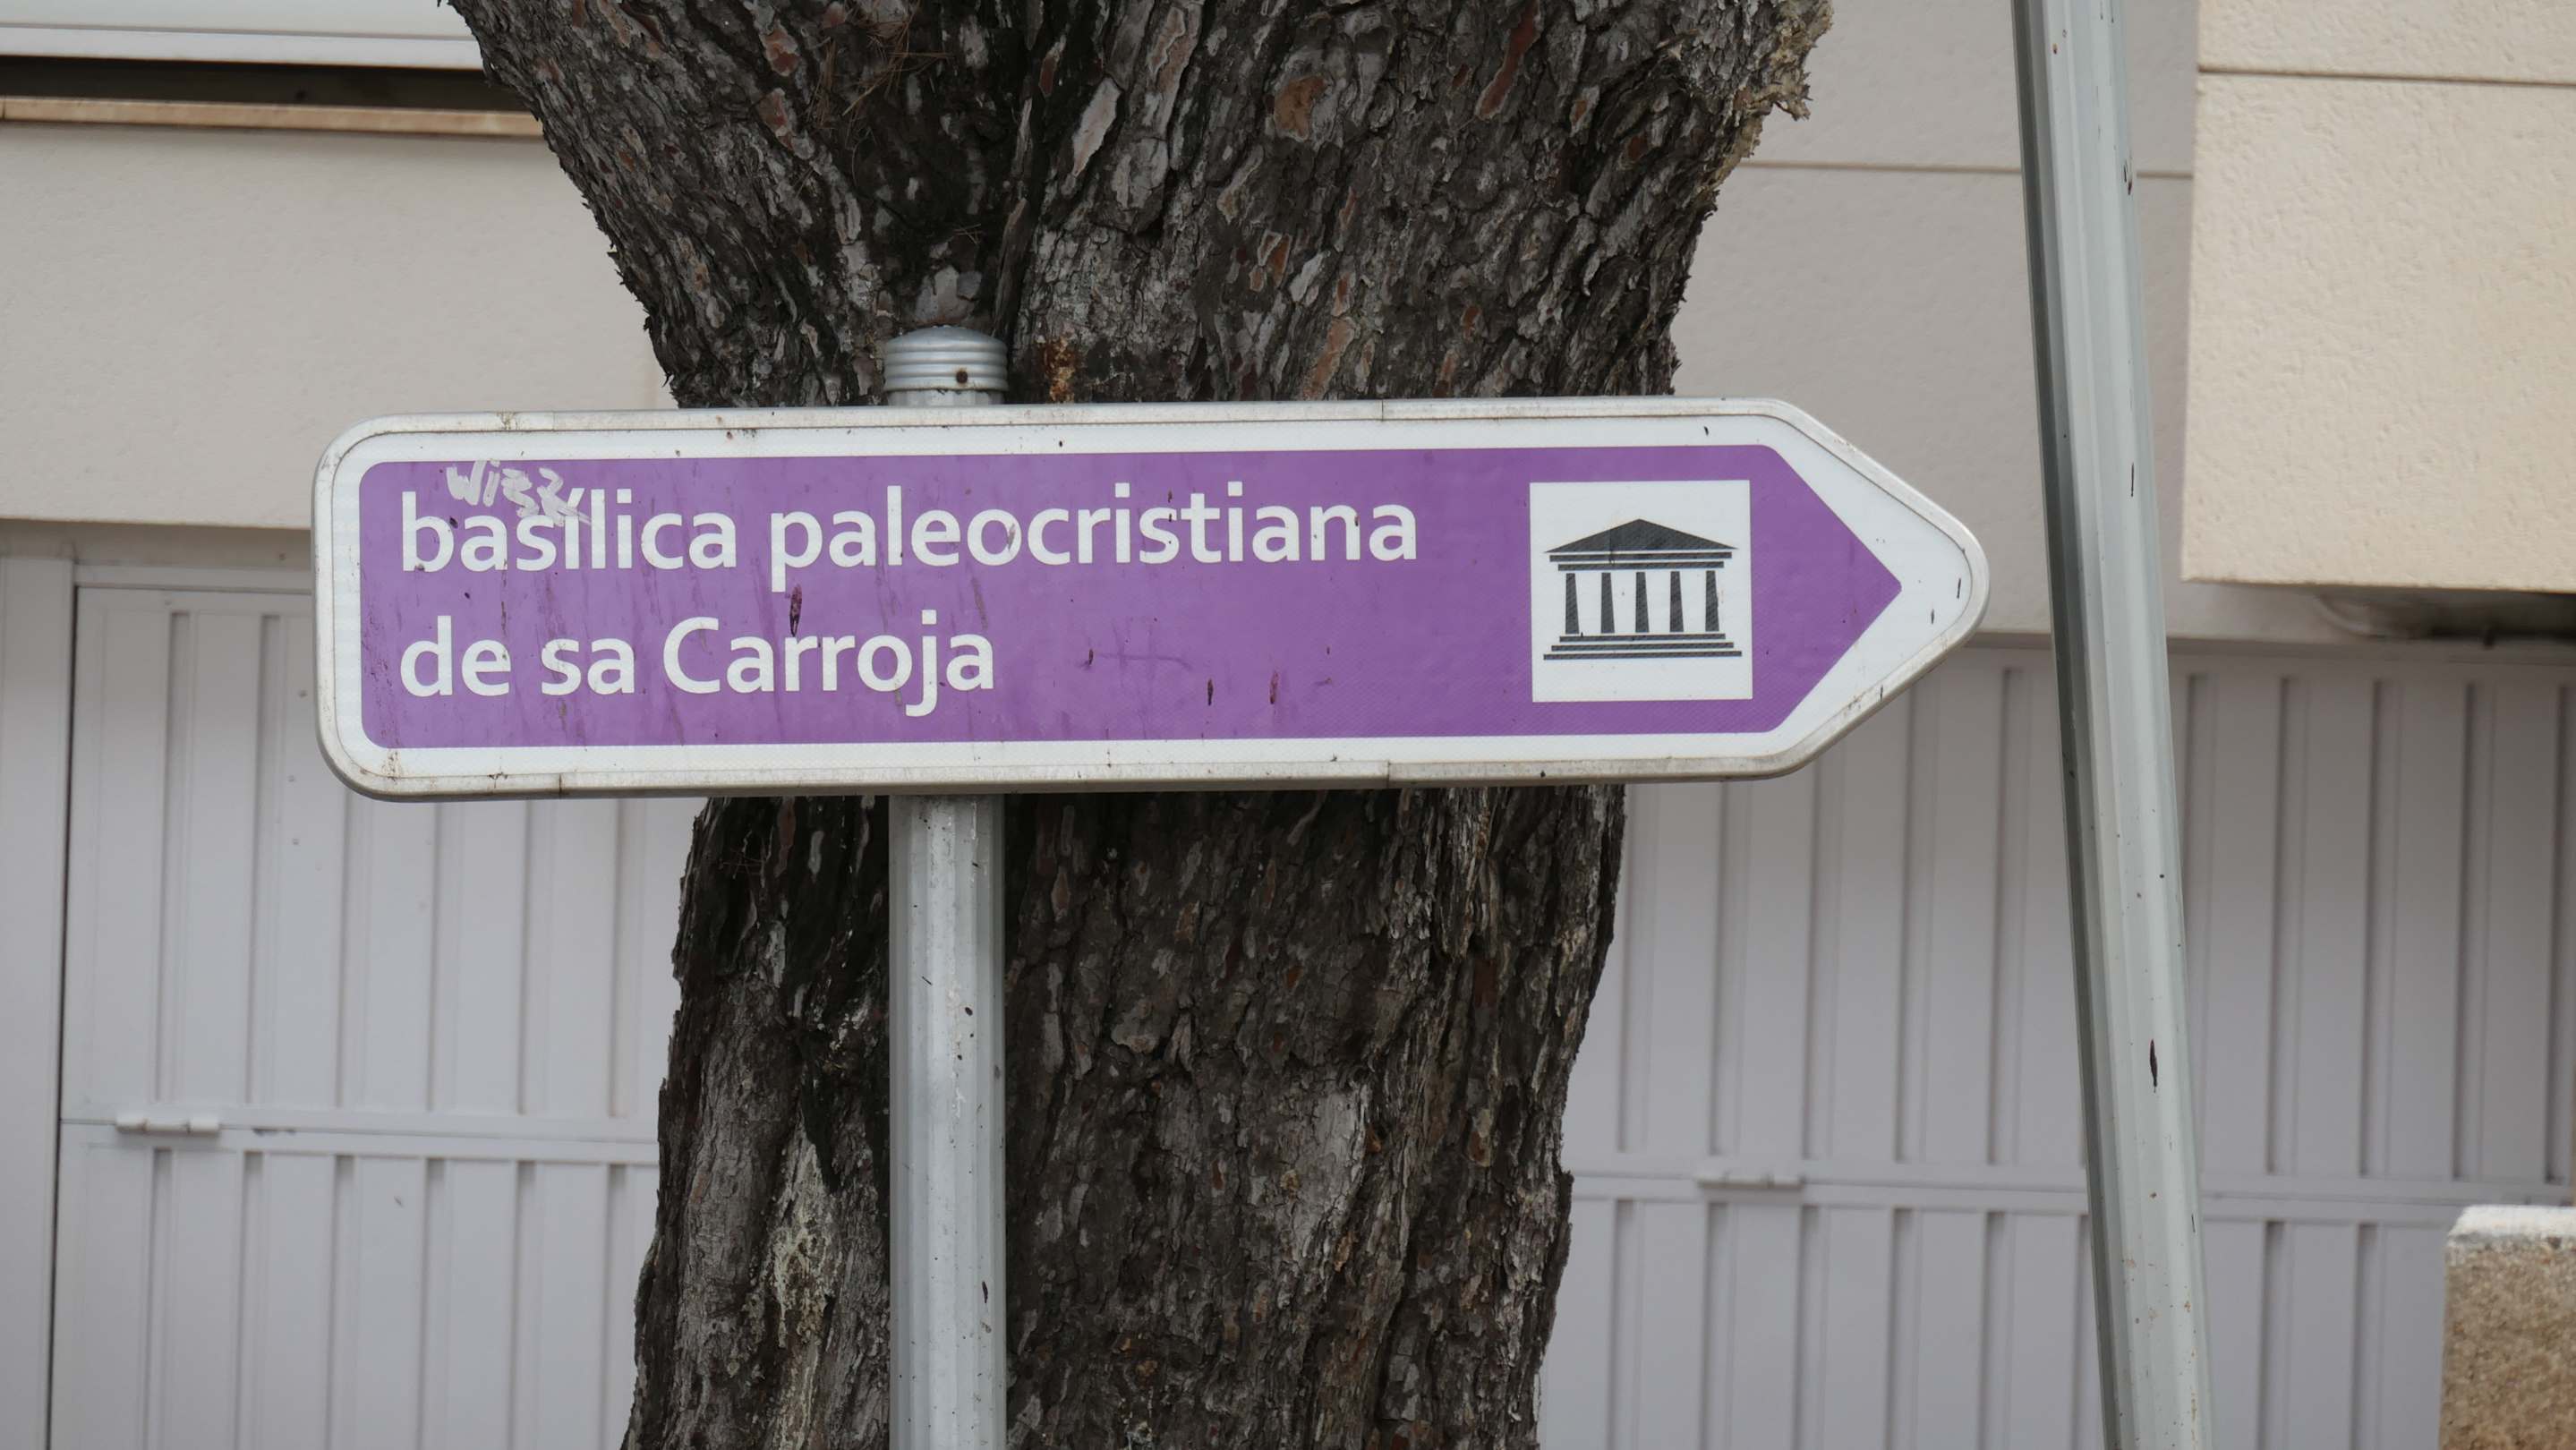 basílica paleocristiana
de sa Carroja